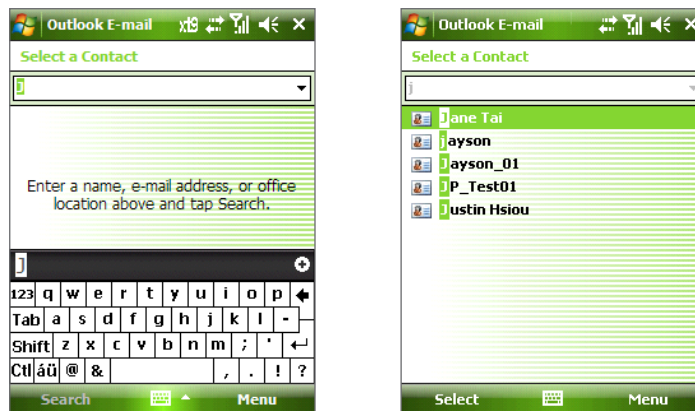 Outlook E-mail xt9
Select a Contact
J
Enter a name, e-mail address, or office
location above and tap Search.
J
123 q w e r t y u i o p
Tab a s d f g h j k l -
Shift z x c v b n m ; '
Ctl áü @ & , . ! ?
Search Menu
Outlook E-mail
Select a Contact
j
Jane Tai
jayson
Jayson_01
JP_Test01
Justin Hsiou
Select Menu